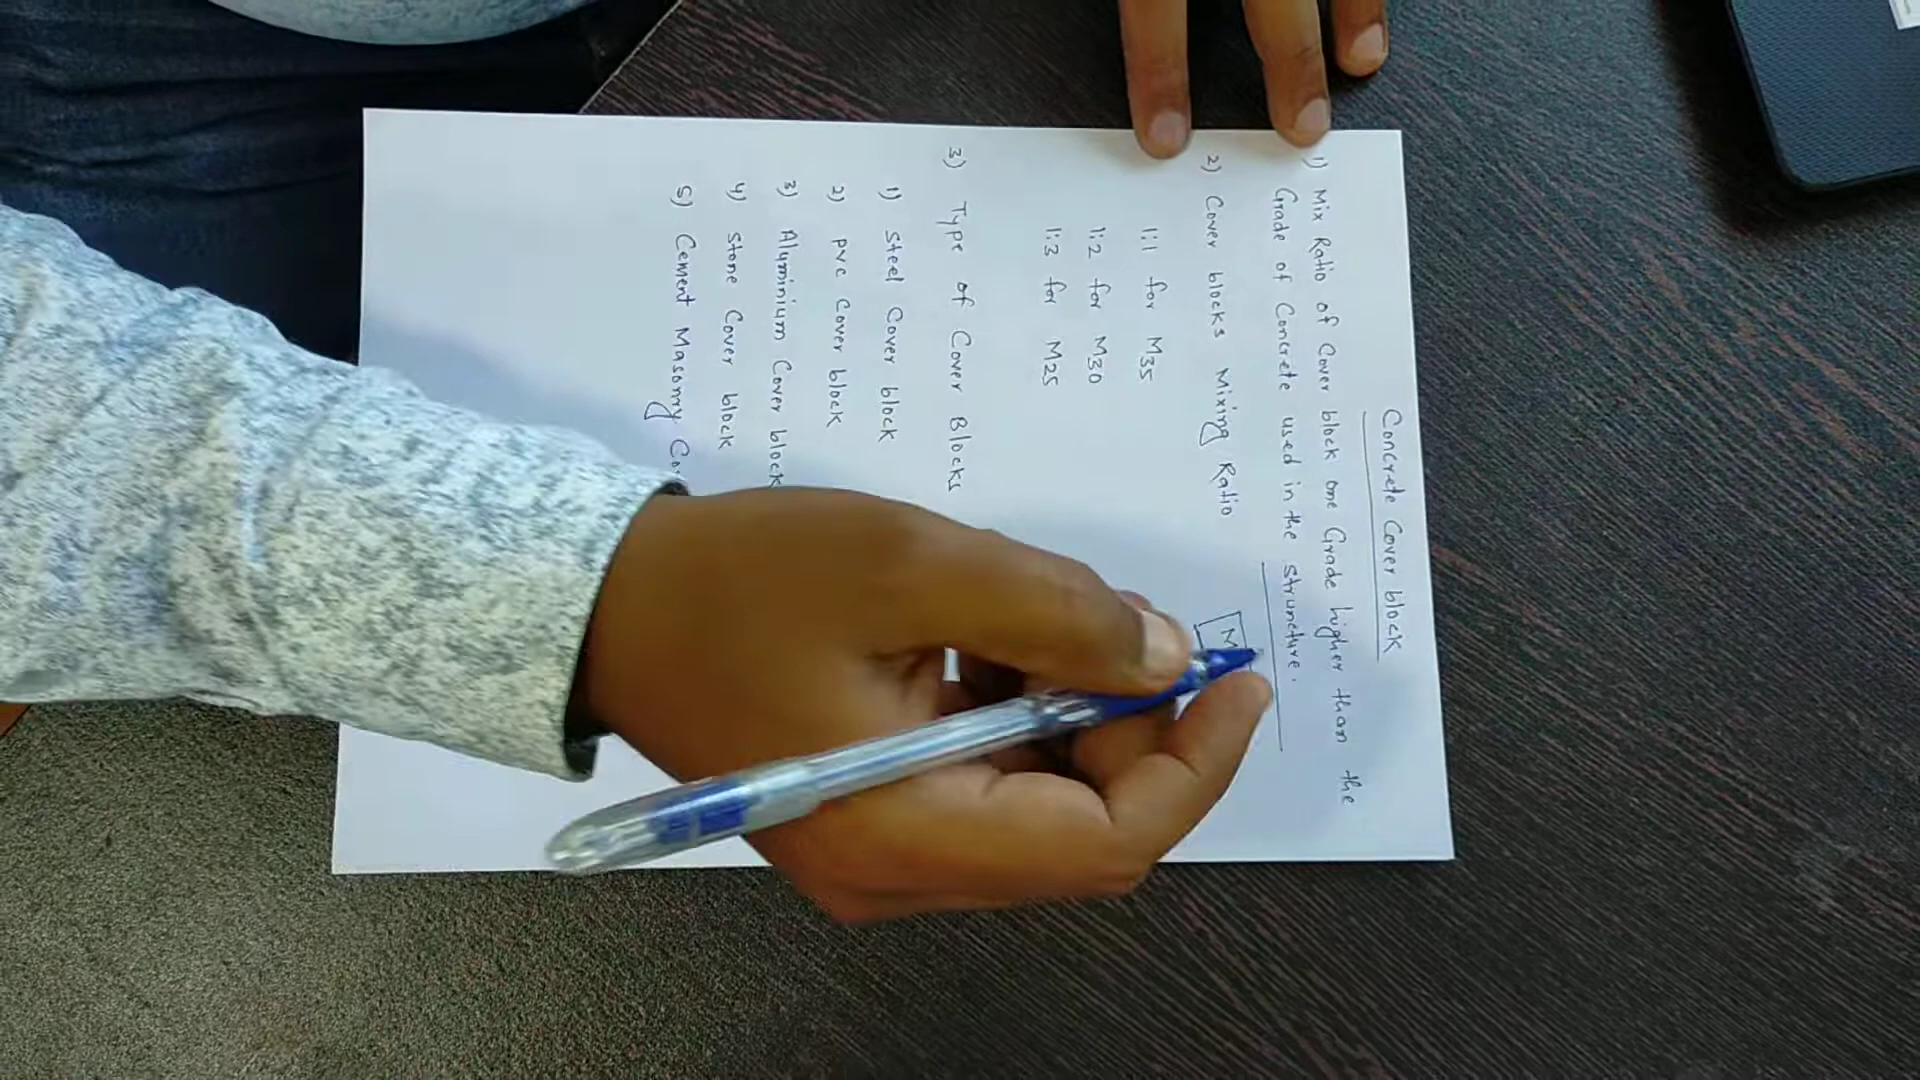 Concrete Cover block
1) Mix Ratio of Cover block one Grade higher than the
Grade of Concrete used in the strumcture.
2) Cover blocks Mixing Ratio
M
1:1 for M35
1:2 for M30
1:3 for M25
3) Type of Cover Blocks
1) Steel Cover block
2) PVC Cover block
3) Aluminium Cover block
4) Stone Cover block
5) Cement Masonry